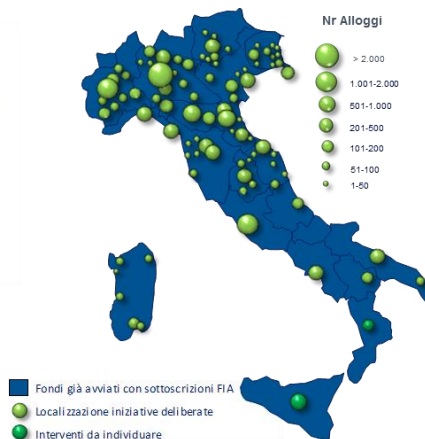 Nr Alloggi
> 2.000
1.001-2.000
501-1.000
201-500
101-200
51-100
1-50
Fondi già avviati con sottoscrizioni FIA
Localizzazione iniziative deliberate
Interventi da individuare